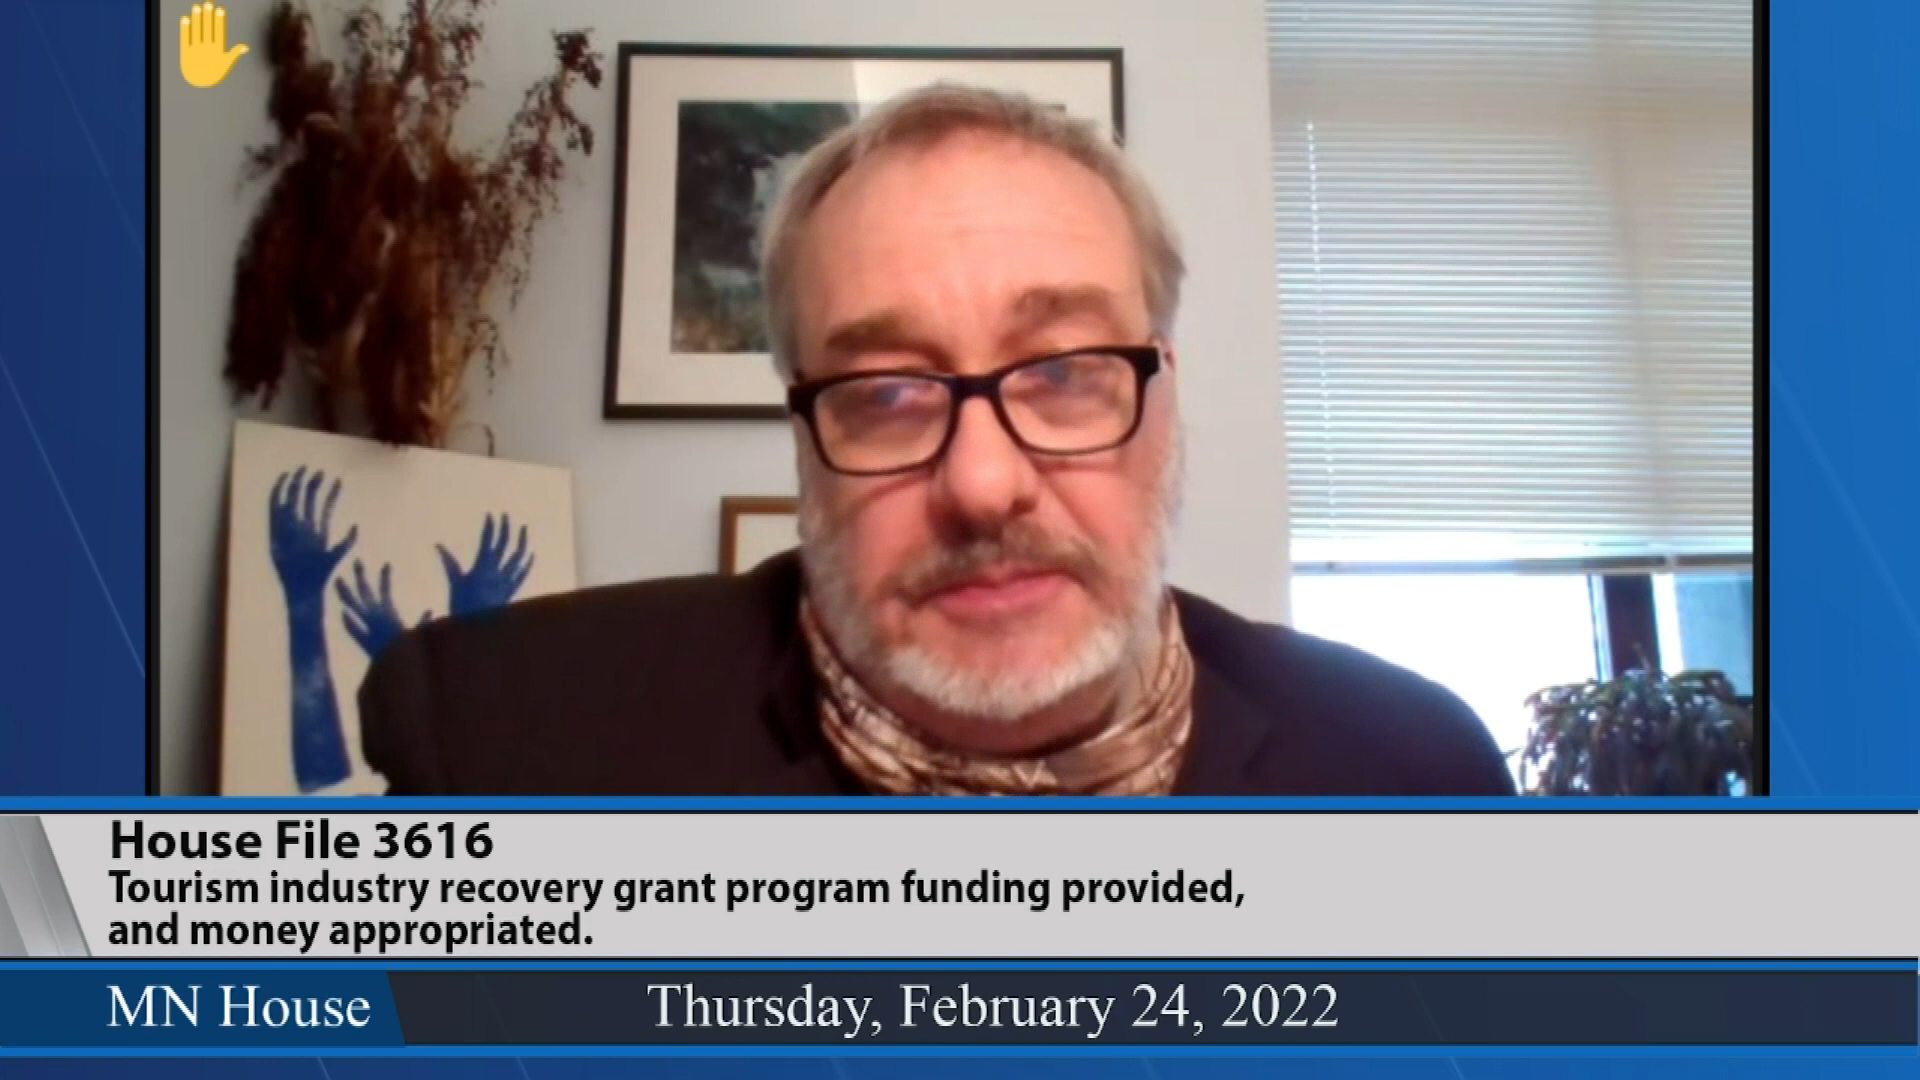 House File 3616
Tourism industry recovery grant program funding provided,
and money appropriated.
MN House
Thursday, February 24, 2022